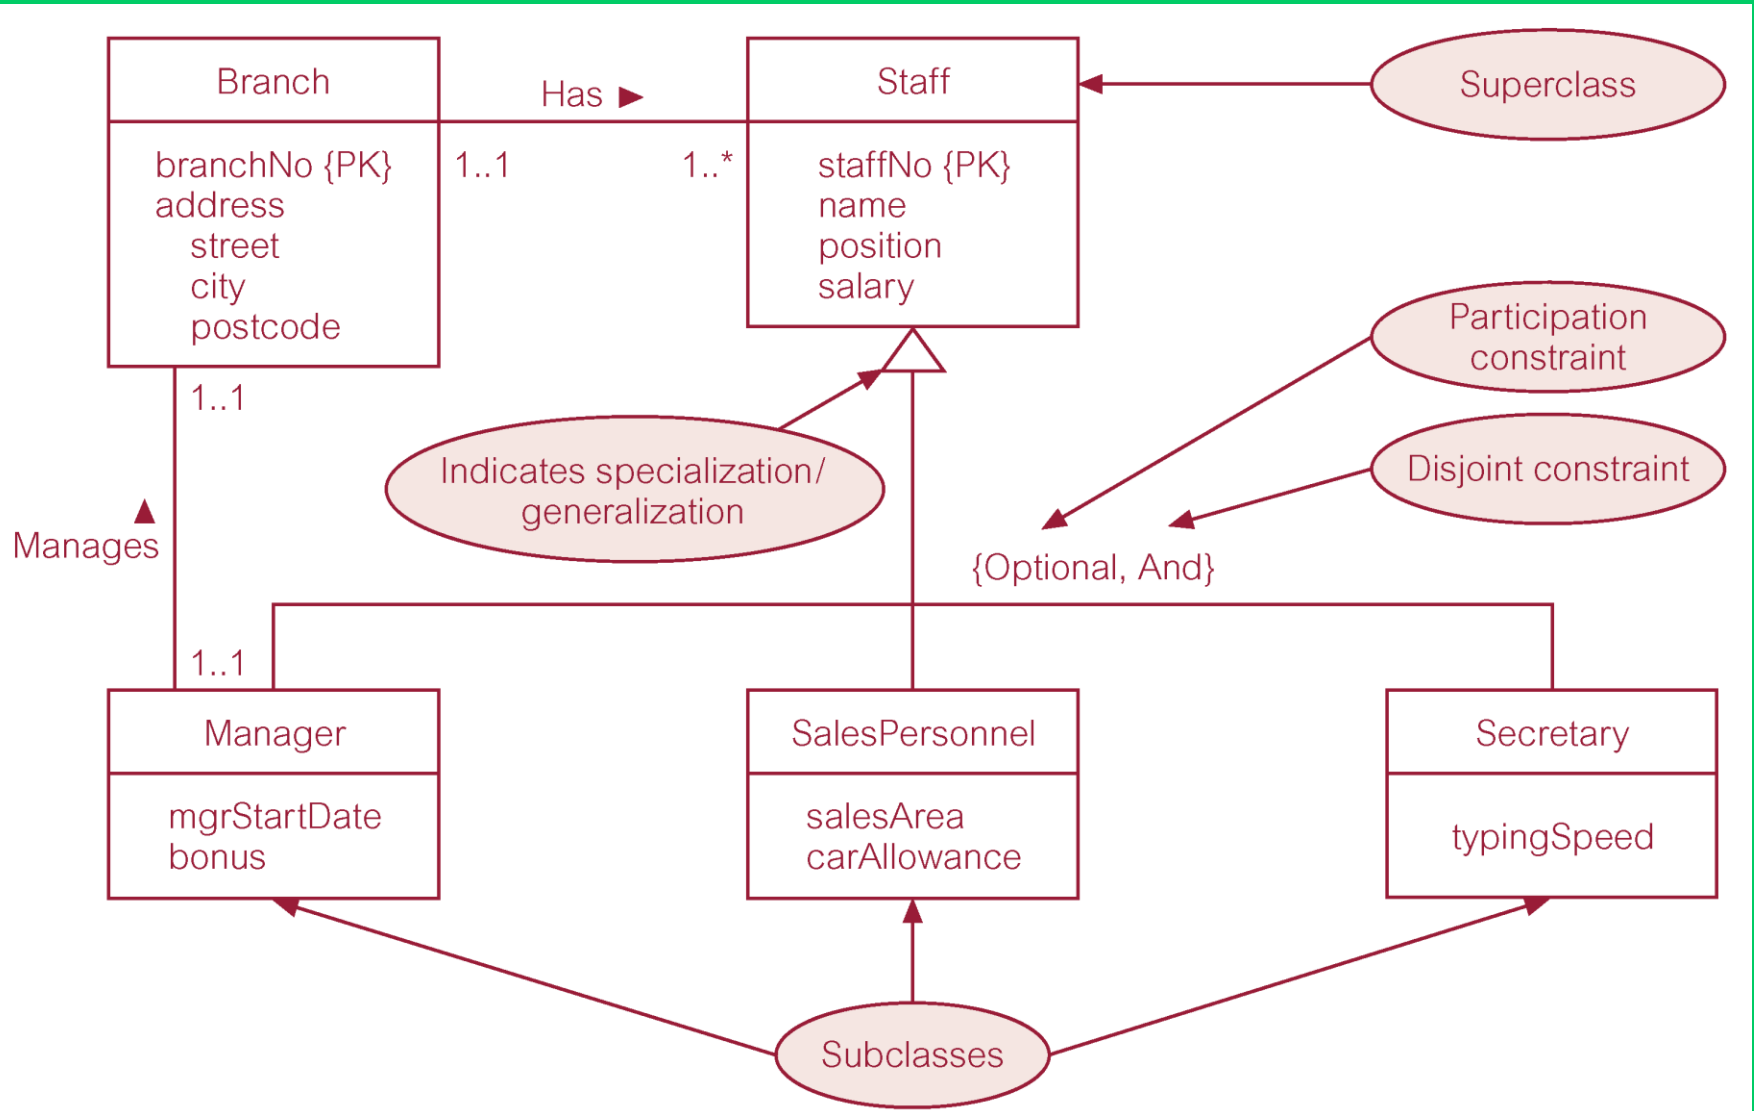 Branch
branchNo {PK}
address
street
city
postcode
Has ▶
1..1
1..*
Staff
staffNo {PK}
name
position
salary
Superclass
Participation
constraint
Disjoint constraint
Indicates specialization/
generalization
{Optional, And}
1..1
▲
Manages
1..1
Manager
mgrStartDate
bonus
SalesPersonnel
salesArea
carAllowance
Secretary
typingSpeed
Subclasses